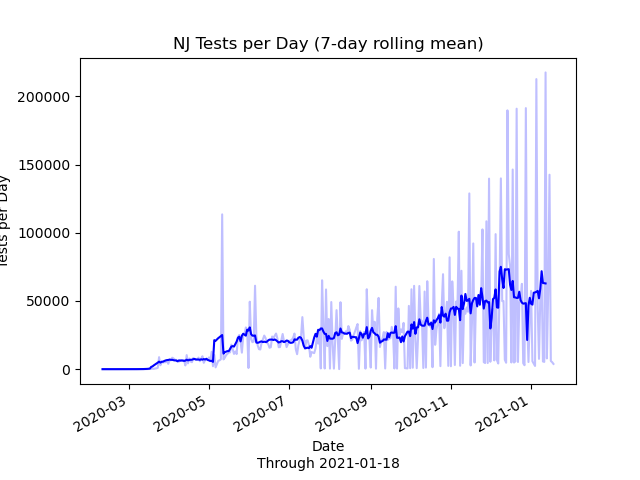 NJ Tests per Day (7-day rolling mean)
200000
150000
100000
50000
0
Tests per Day
2020-03
2020-05
2020-07
2020-09
2020-11
2021-01
Date
Through 2021-01-18